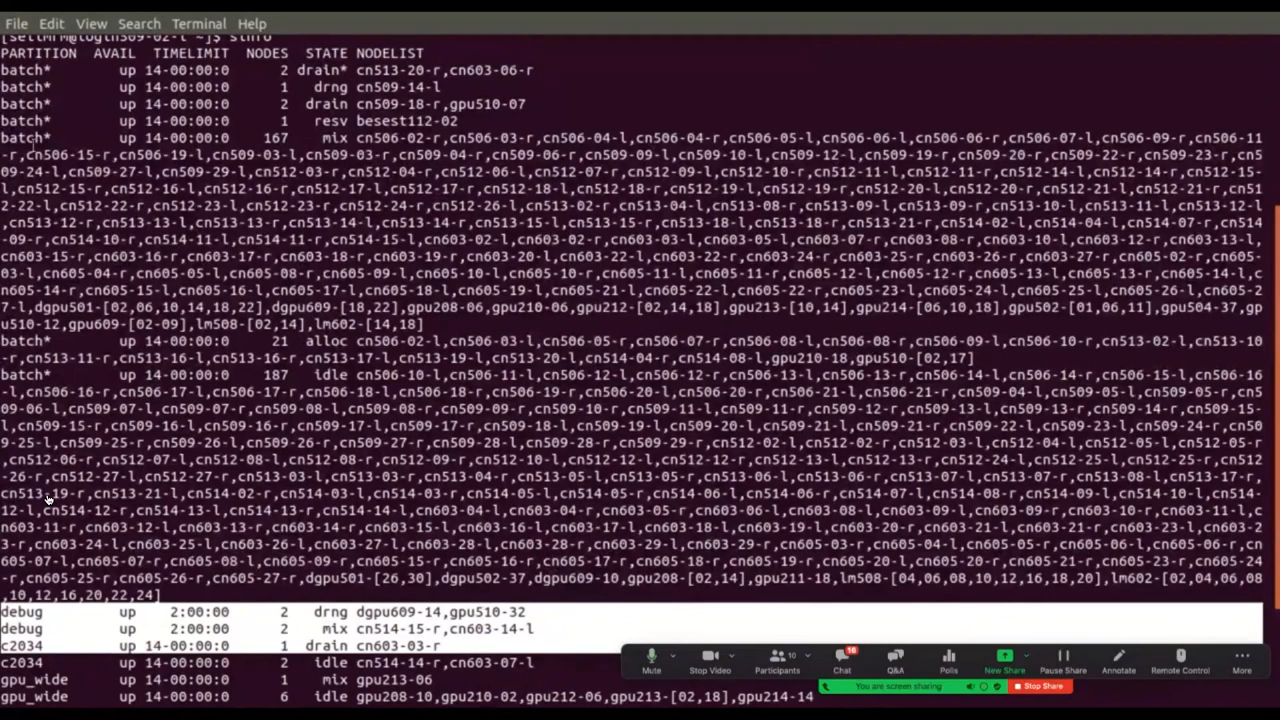 File Edit View Search Terminal Help
PARTITION AVAIL TIMELIMIT NODES STATE NODELIST
batch* up 14-00:00:0 2 drain* cn513-20-r,cn603-06-r
batch* up 14-00:00:0 1 drng cn509-14-l
batch* up 14-00:00:0 2 drain cn509-18-r,gpu510-07
batch* up 14-00:00:0 1 resv besest112-02
batch* up 14-00:00:0 167 mix cn506-02-r,cn506-03-r,cn506-04-l,cn506-04-r,cn506-05-l,cn506-06-l,cn506-06-r,cn506-07-l,cn506-09-r,cn506-11
-r,cn506-15-r,cn506-19-l,cn509-03-l,cn509-03-r,cn509-04-r,cn509-06-r,cn509-09-l,cn509-10-l,cn509-12-l,cn509-19-r,cn509-20-r,cn509-22-r,cn509-23-r,cn5
09-24-l,cn509-27-l,cn509-29-l,cn512-03-r,cn512-04-r,cn512-06-l,cn512-07-r,cn512-09-l,cn512-10-r,cn512-11-l,cn512-11-r,cn512-14-l,cn512-14-r,cn512-15-
l,cn512-15-r,cn512-16-l,cn512-16-r,cn512-17-l,cn512-17-r,cn512-18-l,cn512-18-r,cn512-19-l,cn512-19-r,cn512-20-l,cn512-20-r,cn512-21-l,cn512-21-r,cn51
2-22-l,cn512-22-r,cn512-23-l,cn512-23-r,cn512-24-r,cn512-26-l,cn513-02-r,cn513-04-l,cn513-08-r,cn513-09-l,cn513-09-r,cn513-10-l,cn513-11-l,cn513-12-l
,cn513-12-r,cn513-13-l,cn513-13-r,cn513-14-l,cn513-14-r,cn513-15-l,cn513-15-r,cn513-18-l,cn513-18-r,cn513-21-r,cn514-02-l,cn514-04-l,cn514-07-r,cn514
-09-r,cn514-10-r,cn514-11-l,cn514-11-r,cn514-15-l,cn603-02-l,cn603-02-r,cn603-03-l,cn603-05-l,cn603-07-r,cn603-08-r,cn603-10-l,cn603-12-r,cn603-13-l,
cn603-15-r,cn603-16-r,cn603-17-r,cn603-18-r,cn603-19-r,cn603-20-l,cn603-22-l,cn603-22-r,cn603-24-r,cn603-25-r,cn603-26-r,cn603-27-r,cn605-02-r,cn605-
03-l,cn605-04-r,cn605-05-l,cn605-08-r,cn605-09-l,cn605-10-l,cn605-10-r,cn605-11-l,cn605-11-r,cn605-12-l,cn605-12-r,cn605-13-l,cn605-13-r,cn605-14-l,c
n605-14-r,cn605-15-l,cn605-16-l,cn605-17-l,cn605-18-l,cn605-19-l,cn605-21-l,cn605-22-l,cn605-23-l,cn605-24-l,cn605-25-l,cn605-26-l,cn605-2
7-l,dgpu501-[02,06,10,14,18,22],dgpu609-[18,22],gpu208-06,gpu210-06,gpu212-[02,14,18],gpu213-[10,14],gpu214-[06,10,18],gpu502-[01,06,11],gpu504-37,gp
u510-12,gpu609-[02-09],lm508-[02,14],lm602-[14,18]
batch* up 14-00:00:0 21 alloc cn506-02-l,cn506-03-l,cn506-05-r,cn506-07-r,cn506-08-l,cn506-08-r,cn506-09-l,cn506-10-r,cn513-02-l,cn513-10
-r,cn513-11-r,cn513-16-l,cn513-16-r,cn513-17-l,cn513-19-l,cn513-20-l,cn514-04-r,cn514-08-l,gpu210-18,gpu510-[02,17]
batch* up 14-00:00:0 187 idle cn506-10-l,cn506-11-l,cn506-12-l,cn506-12-r,cn506-13-l,cn506-13-r,cn506-14-l,cn506-14-r,cn506-15-l,cn506-16
-l,cn506-16-r,cn506-17-l,cn506-17-r,cn506-18-l,cn506-18-r,cn506-19-r,cn506-20-l,cn506-20-r,cn506-21-l,cn506-21-r,cn509-04-l,cn509-05-l,cn509-05-r,cn5
09-06-l,cn509-07-l,cn509-07-r,cn509-08-l,cn509-08-r,cn509-09-r,cn509-10-r,cn509-11-l,cn509-11-r,cn509-12-r,cn509-13-l,cn509-13-r,cn509-14-r,cn509-15-
l,cn509-15-r,cn509-16-l,cn509-16-r,cn509-17-l,cn509-17-r,cn509-18-l,cn509-19-l,cn509-20-l,cn509-21-l,cn509-21-r,cn509-22-l,cn509-23-l,cn509-24-r,cn50
9-25-l,cn509-25-r,cn509-26-l,cn509-26-r,cn509-27-r,cn509-28-l,cn509-28-r,cn509-29-r,cn512-02-l,cn512-02-r,cn512-03-l,cn512-04-l,cn512-05-l,cn512-05-r
,cn512-06-r,cn512-07-l,cn512-08-l,cn512-08-r,cn512-09-r,cn512-10-l,cn512-12-l,cn512-12-r,cn512-13-l,cn512-13-r,cn512-24-l,cn512-25-l,cn512-25-r,cn512
-26-r,cn512-27-l,cn512-27-r,cn513-03-l,cn513-03-r,cn513-04-r,cn513-05-l,cn513-05-r,cn513-06-l,cn513-06-r,cn513-07-l,cn513-07-r,cn513-08-l,cn513-17-r,
cn513-19-r,cn513-21-l,cn514-02-r,cn514-03-l,cn514-03-r,cn514-05-l,cn514-05-r,cn514-06-l,cn514-06-r,cn514-07-l,cn514-08-r,cn514-09-l,cn514-10-l,cn514-
12-l,cn514-12-r,cn514-13-l,cn514-13-r,cn514-14-l,cn603-04-l,cn603-04-r,cn603-05-r,cn603-06-l,cn603-08-l,cn603-09-l,cn603-09-r,cn603-10-r,cn603-11-l,c
n603-11-r,cn603-12-l,cn603-13-r,cn603-14-r,cn603-15-l,cn603-16-l,cn603-17-l,cn603-18-l,cn603-19-l,cn603-20-r,cn603-21-l,cn603-21-r,cn603-23-l,cn603-2
3-r,cn603-24-l,cn603-25-l,cn603-26-l,cn603-27-l,cn603-28-l,cn603-28-r,cn603-29-l,cn603-29-r,cn605-03-r,cn605-04-l,cn605-05-r,cn605-06-l,cn605-06-r,cn
605-07-l,cn605-07-r,cn605-08-l,cn605-09-r,cn605-15-r,cn605-16-r,cn605-17-r,cn605-18-r,cn605-19-r,cn605-20-l,cn605-20-r,cn605-21-r,cn605-23-r,cn605-24
-r,cn605-25-r,cn605-26-r,cn605-27-r,dgpu501-[26,30],dgpu502-37,dgpu609-10,gpu208-[02,14],gpu211-18,lm508-[04,06,08,10,12,16,18,20],lm602-[02,04,06,08
,10,12,16,20,22,24]
debug up 2:00:00 2 drng dgpu609-14,gpu510-32
debug up 2:00:00 2 mix cn514-15-r,cn603-14-l
c2034 up 14-00:00:0 1 drain cn603-03-r
c2034 up 14-00:00:0 2 idle cn514-14-r,cn603-07-l
gpu_wide up 14-00:00:0 1 mix gpu213-06
gpu_wide up 14-00:00:0 6 idle gpu208-10,gpu210-02,gpu212-06,gpu213-[02,18],gpu214-14
10 16
Mute Stop Video Participants Chat Q&A Polls New Share Pause Share Annotate Remote Control More
You are screen sharing Stop Share